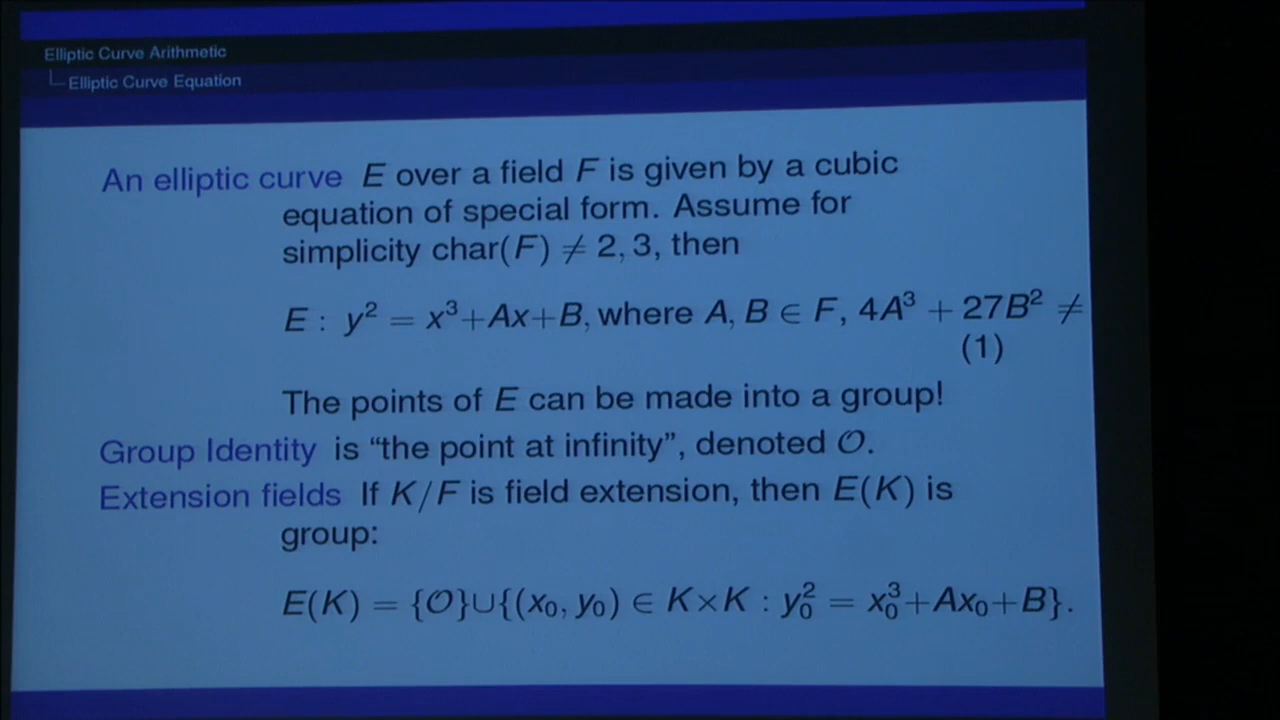 Elliptic Curve Arithmetic
Elliptic Curve Equation
An elliptic curve E over a field F is given by a cubic
equation of special form. Assume for
simplicity char(F) ≠ 2, 3, then
E : y² = x³+Ax+B, where A, B ∈ F, 4A³ + 27B² ≠
(1)
The points of E can be made into a group!
Group Identity is “the point at infinity”, denoted 𝒪.
Extension fields If K/F is field extension, then E(K) is
group:
E(K) = {𝒪}∪{(x₀, y₀) ∈ K×K : y₀² = x₀³+Ax₀+B}.